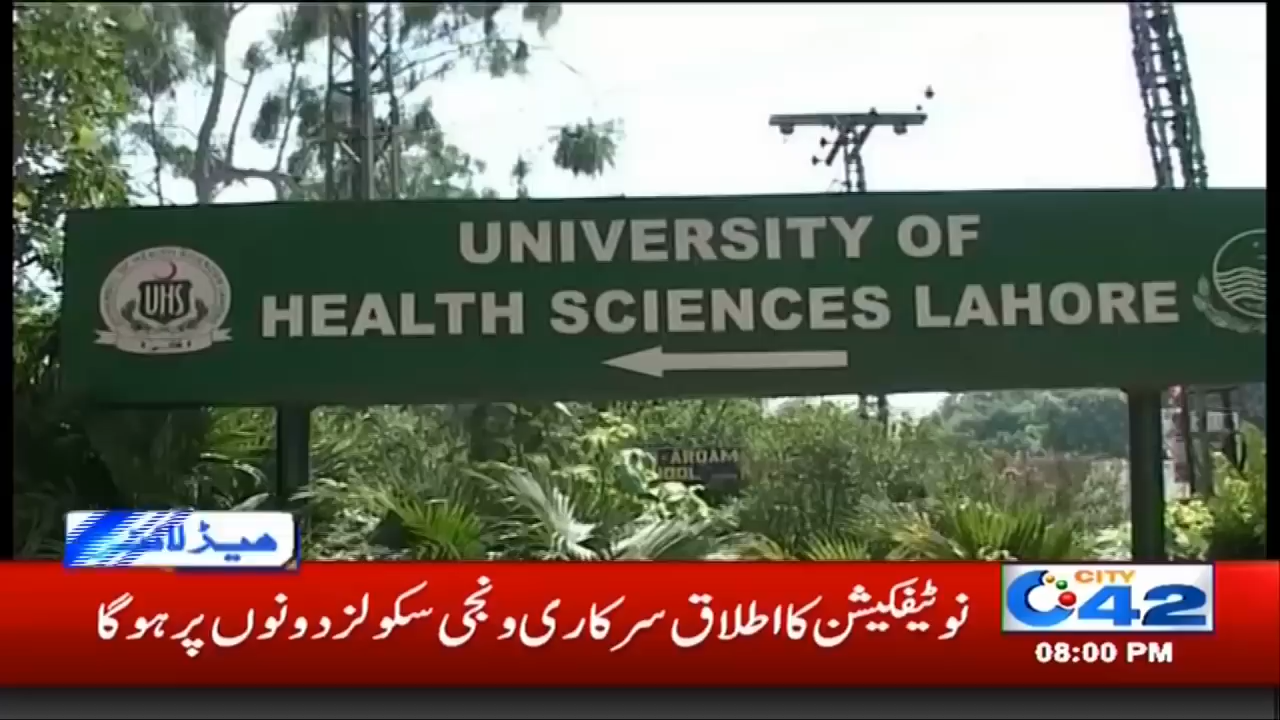 UNIVERSITY OF
HEALTH SCIENCES LAHORE
UHS
ARQAM
ہیڈ لائنز
نوٹیفکیشن کا اطلاق سرکاری و نجی سکولز دونوں پر ہو گا
CITY
42
08:00 PM